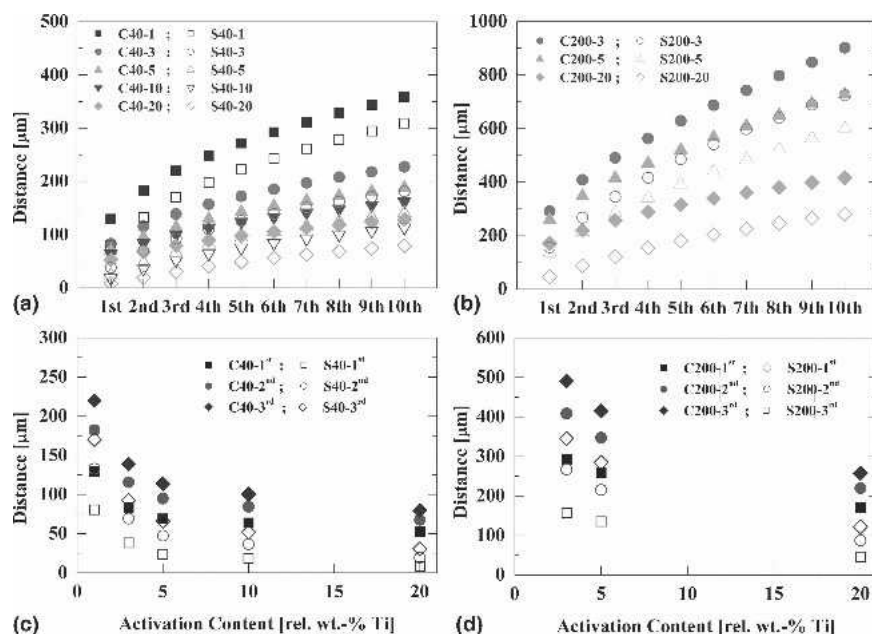 500
400
300
200
100
0
Distance [μm]
C40-1 ; S40-1
C40-3 ; S40-3
C40-5 ; S40-5
C40-10 ; S40-10
C40-20 ; S40-20
(a)
1st 2nd 3rd 4th 5th 6th 7th 8th 9th 10th
1000
800
600
400
200
0
Distance [μm]
C200-3 ; S200-3
C200-5 ; S200-5
C200-20 ; S200-20
(b)
1st 2nd 3rd 4th 5th 6th 7th 8th 9th 10th
300
250
200
150
100
50
0
Distance [μm]
C40-1st ; S40-1st
C40-2nd ; S40-2nd
C40-3rd ; S40-3rd
0 5 10 15 20
(c)
Activation Content [rel. wt.-% Ti]
600
500
400
300
200
100
0
Distance [μm]
C200-1st ; S200-1st
C200-2nd ; S200-2nd
C200-3rd ; S200-3rd
0 5 10 15 20
(d)
Activation Content [rel. wt.-% Ti]